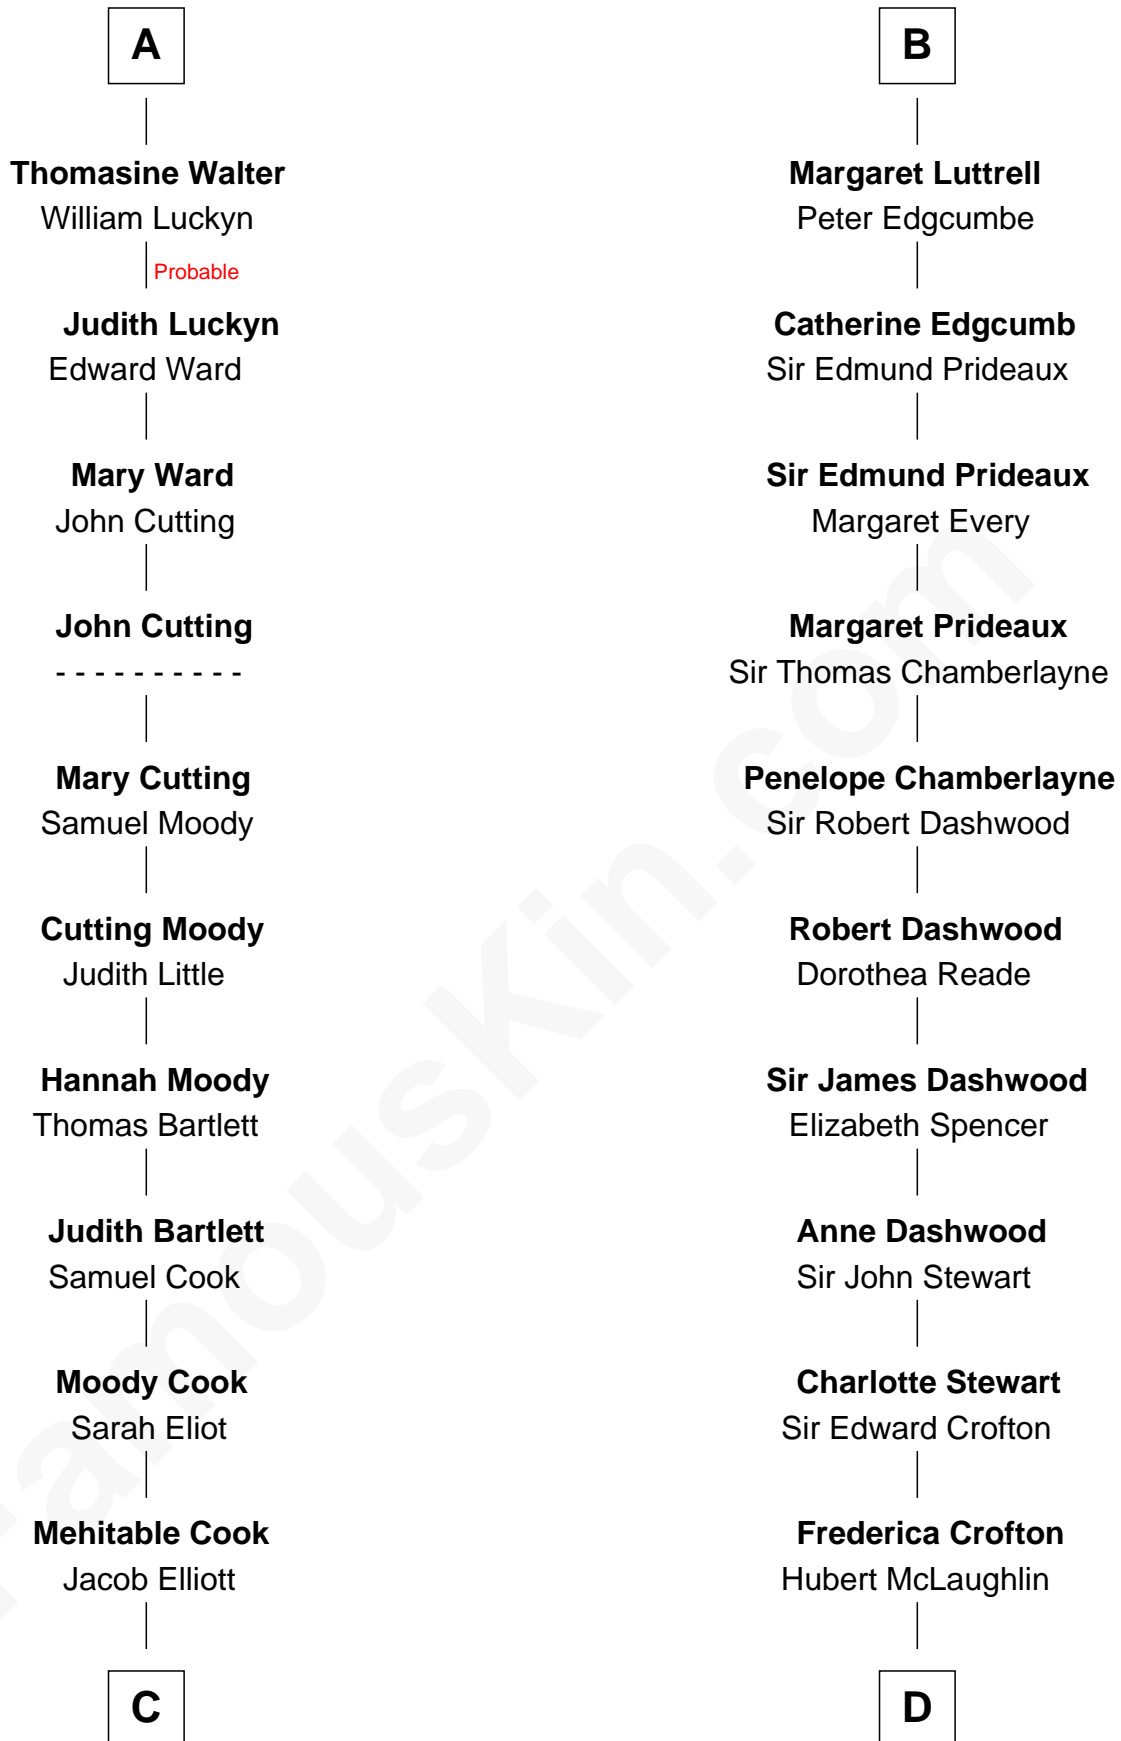 A
Thomasine Walter
William Luckyn
Probable
Judith Luckyn
Edward Ward
Mary Ward
John Cutting
John Cutting
- - - - - - - - - -
Mary Cutting
Samuel Moody
Cutting Moody
Judith Little
Hannah Moody
Thomas Bartlett
Judith Bartlett
Samuel Cook
Moody Cook
Sarah Eliot
Mehitable Cook
Jacob Elliott
C
B
Margaret Luttrell
Peter Edgcumbe
Catherine Edgcumb
Sir Edmund Prideaux
Sir Edmund Prideaux
Margaret Every
Margaret Prideaux
Sir Thomas Chamberlayne
Penelope Chamberlayne
Sir Robert Dashwood
Robert Dashwood
Dorothea Reade
Sir James Dashwood
Elizabeth Spencer
Anne Dashwood
Sir John Stewart
Charlotte Stewart
Sir Edward Crofton
Frederica Crofton
Hubert McLaughlin
D
FamousKin.com